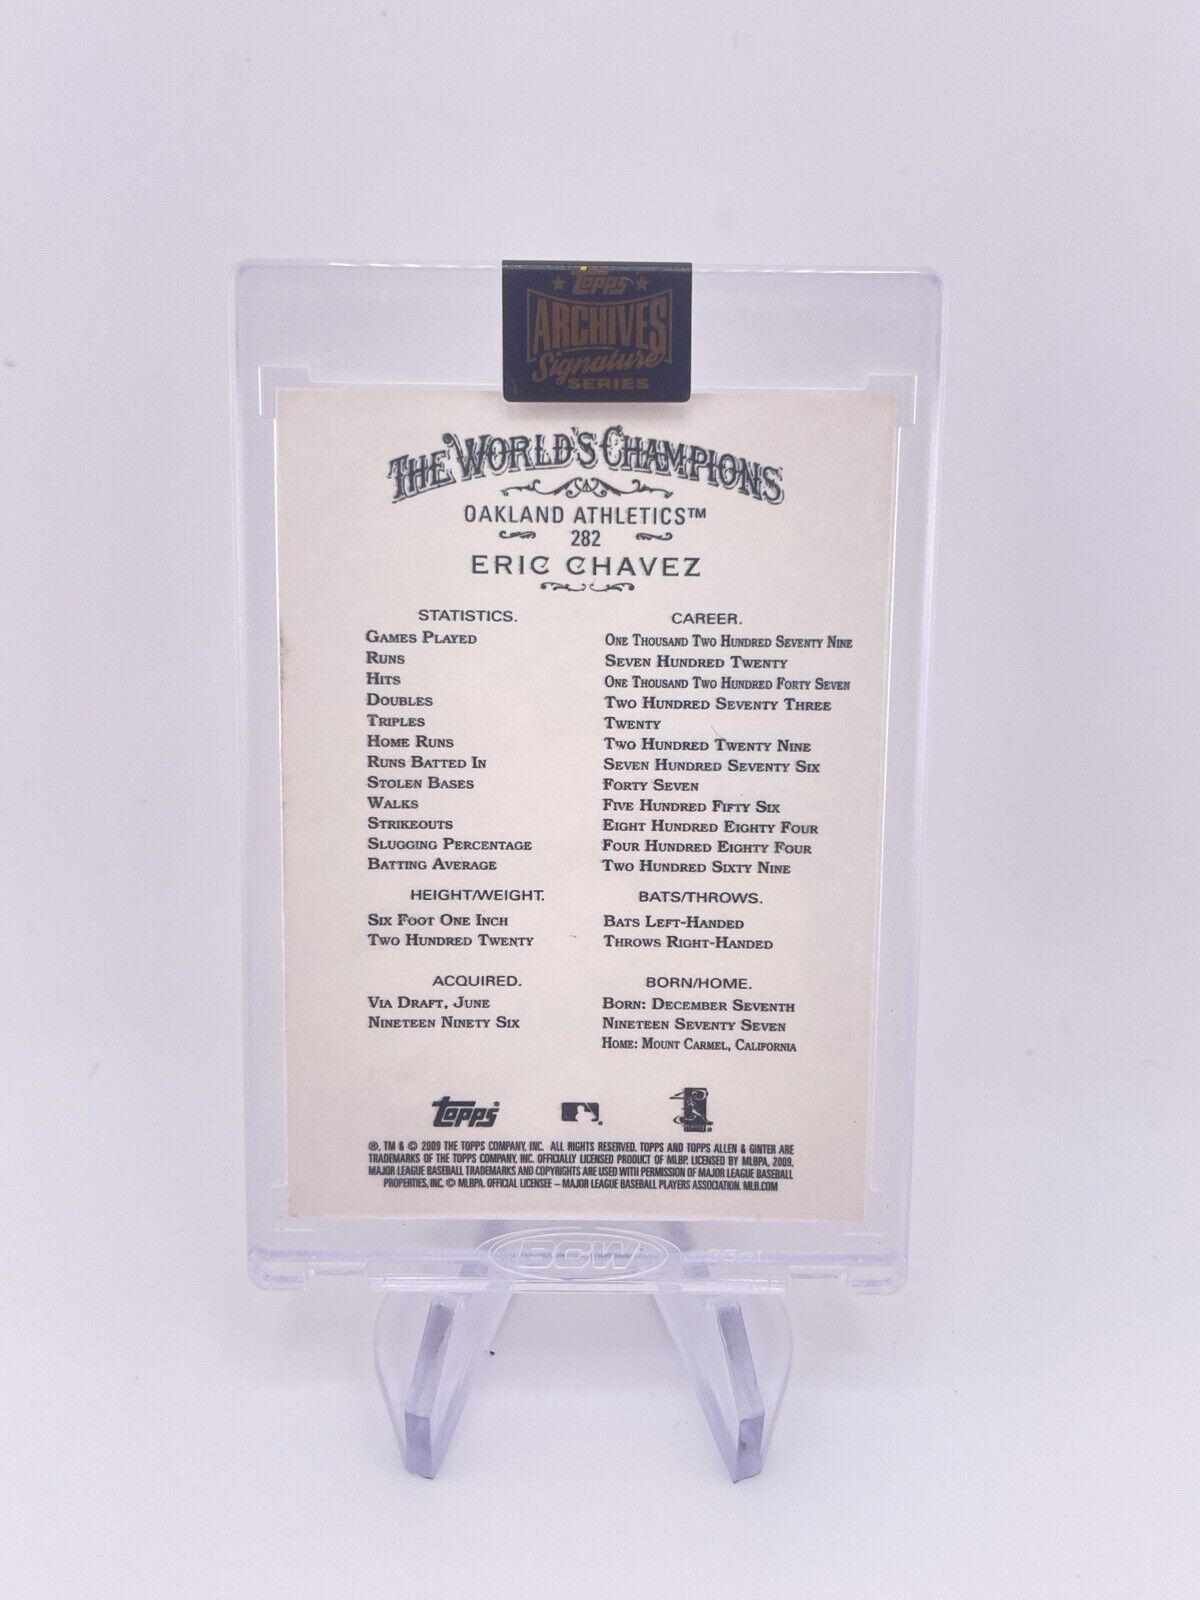 Topps
ARCHIVES
Signature
SERIES
THE WORLD'S CHAMPIONS
OAKLAND ATHLETICS™
282
ERIC CHAVEZ
STATISTICS. CAREER.
GAMES PLAYED ONE THOUSAND TWO HUNDRED SEVENTY NINE
RUNS SEVEN HUNDRED TWENTY
HITS ONE THOUSAND TWO HUNDRED FORTY SEVEN
DOUBLES TWO HUNDRED SEVENTY THREE
TRIPLES TWENTY
HOME RUNS TWO HUNDRED TWENTY NINE
RUNS BATTED IN SEVEN HUNDRED SEVENTY SIX
STOLEN BASES FORTY SEVEN
WALKS FIVE HUNDRED FIFTY SIX
STRIKEOUTS EIGHT HUNDRED EIGHTY FOUR
SLUGGING PERCENTAGE FOUR HUNDRED EIGHTY FOUR
BATTING AVERAGE TWO HUNDRED SIXTY NINE
HEIGHT/WEIGHT. BATS/THROWS.
SIX FOOT ONE INCH BATS LEFT-HANDED
TWO HUNDRED TWENTY THROWS RIGHT-HANDED
ACQUIRED. BORN/HOME.
VIA DRAFT, JUNE BORN: DECEMBER SEVENTH
NINETEEN NINETY SIX NINETEEN SEVENTY SEVEN
HOME: MOUNT CARMEL, CALIFORNIA
Topps ®
®, TM & © 2009 THE TOPPS COMPANY, INC. ALL RIGHTS RESERVED. TOPPS AND TOPPS ALLEN & GINTER ARE
TRADEMARKS OF THE TOPPS COMPANY, INC. OFFICIALLY LICENSED PRODUCT OF MLBP. LICENSED BY MLBPA, 2009.
MAJOR LEAGUE BASEBALL TRADEMARKS AND COPYRIGHTS ARE USED WITH PERMISSION OF MAJOR LEAGUE BASEBALL
PROPERTIES, INC. © MLBPA. OFFICIAL LICENSEE – MAJOR LEAGUE BASEBALL PLAYERS ASSOCIATION. MLB.COM
BCW 35pt